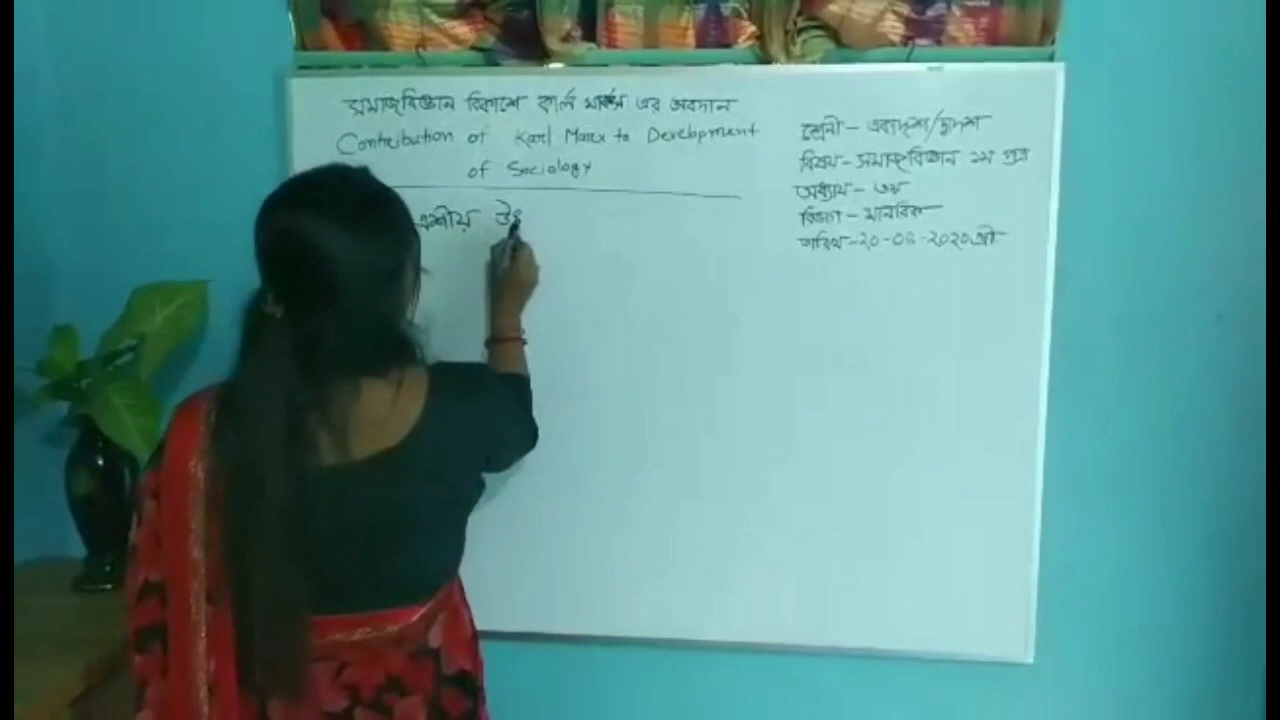 সমাজবিজ্ঞান বিকাশে কার্ল মার্কস এর অবদান
Contribution of Karl Marx to Development
of Sociology
শ্রেনী - একাদশ/দ্বাদশ
বিষয় - সমাজবিজ্ঞান ১ম পত্র
অধ্যায় - ৩য়
বিভাগ - মানবিক
তারিখ - ২০-০৬-২০২০খ্রী